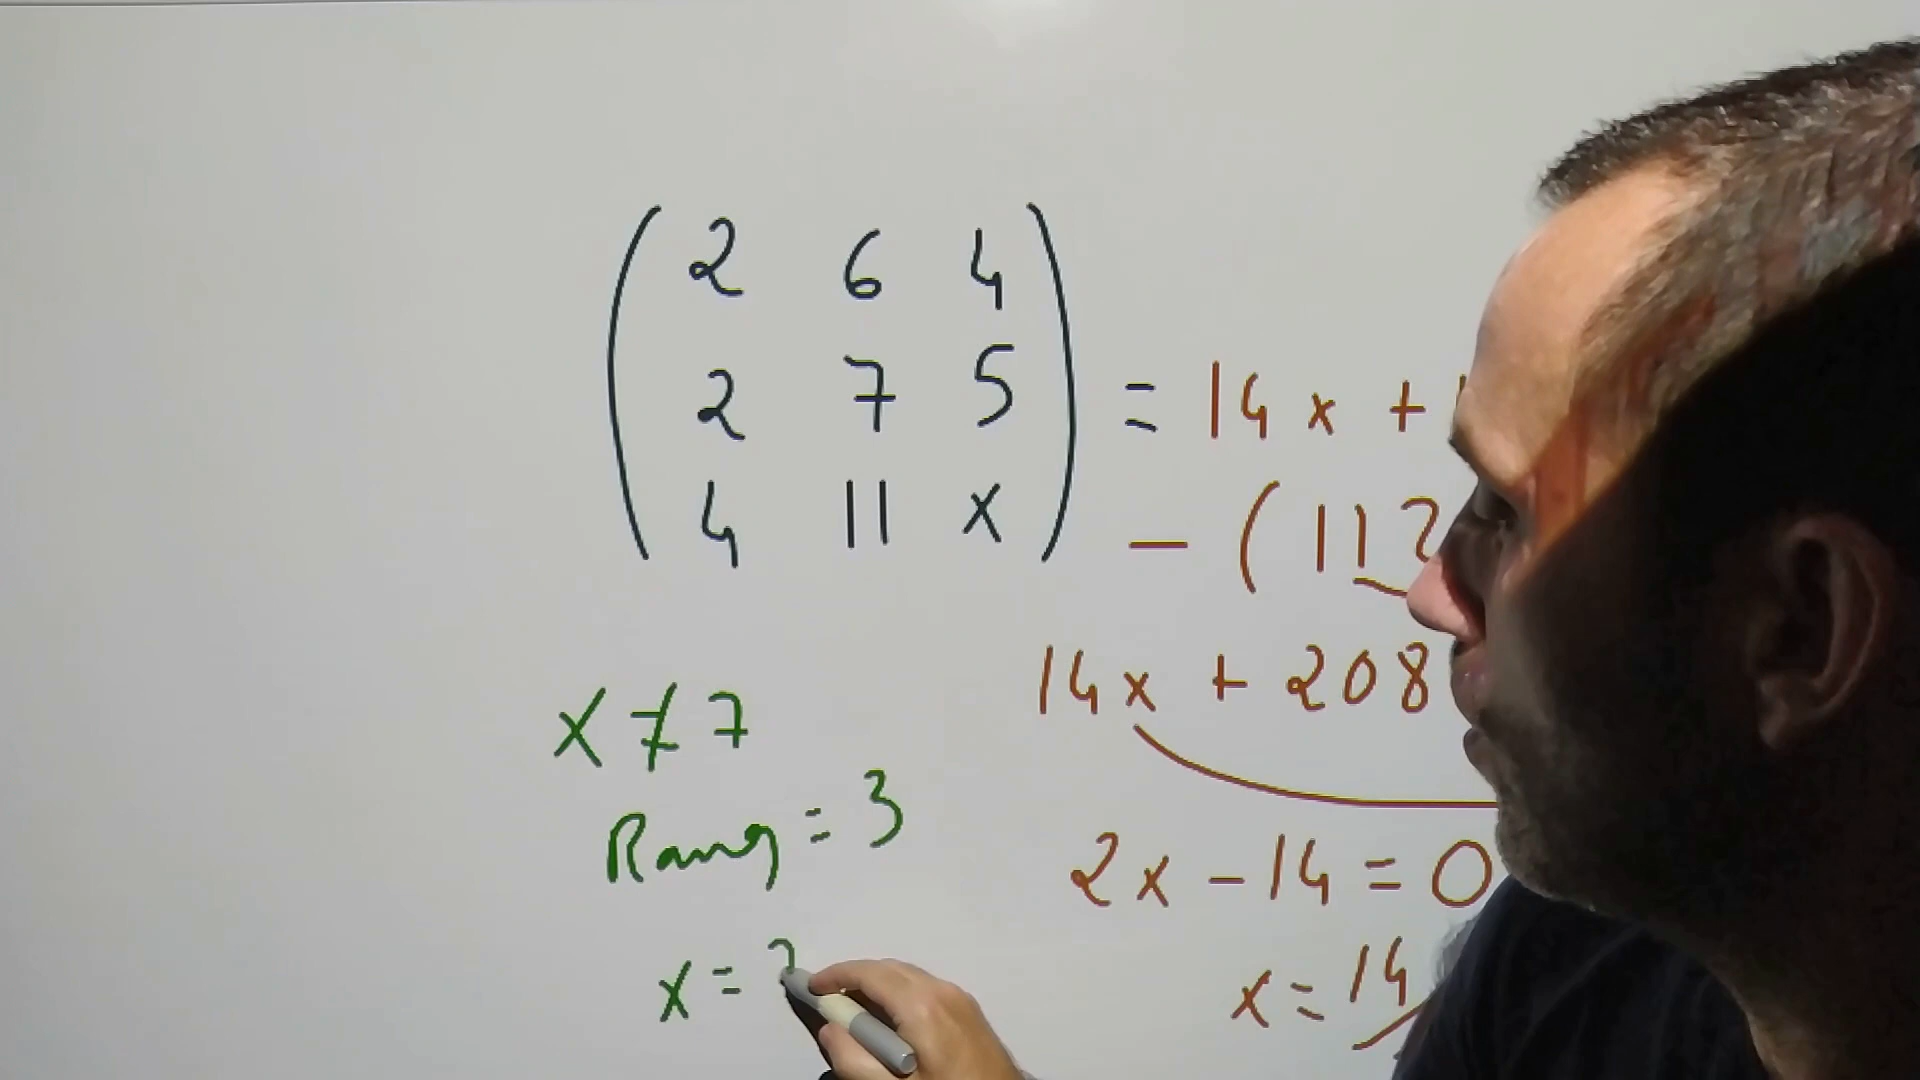 2 6 4
2 7 5 = 14x +
4 11 x - ( 112
14x + 208
x ≠ 7
Rang = 3
2x - 14 = 0
x =
x = 14